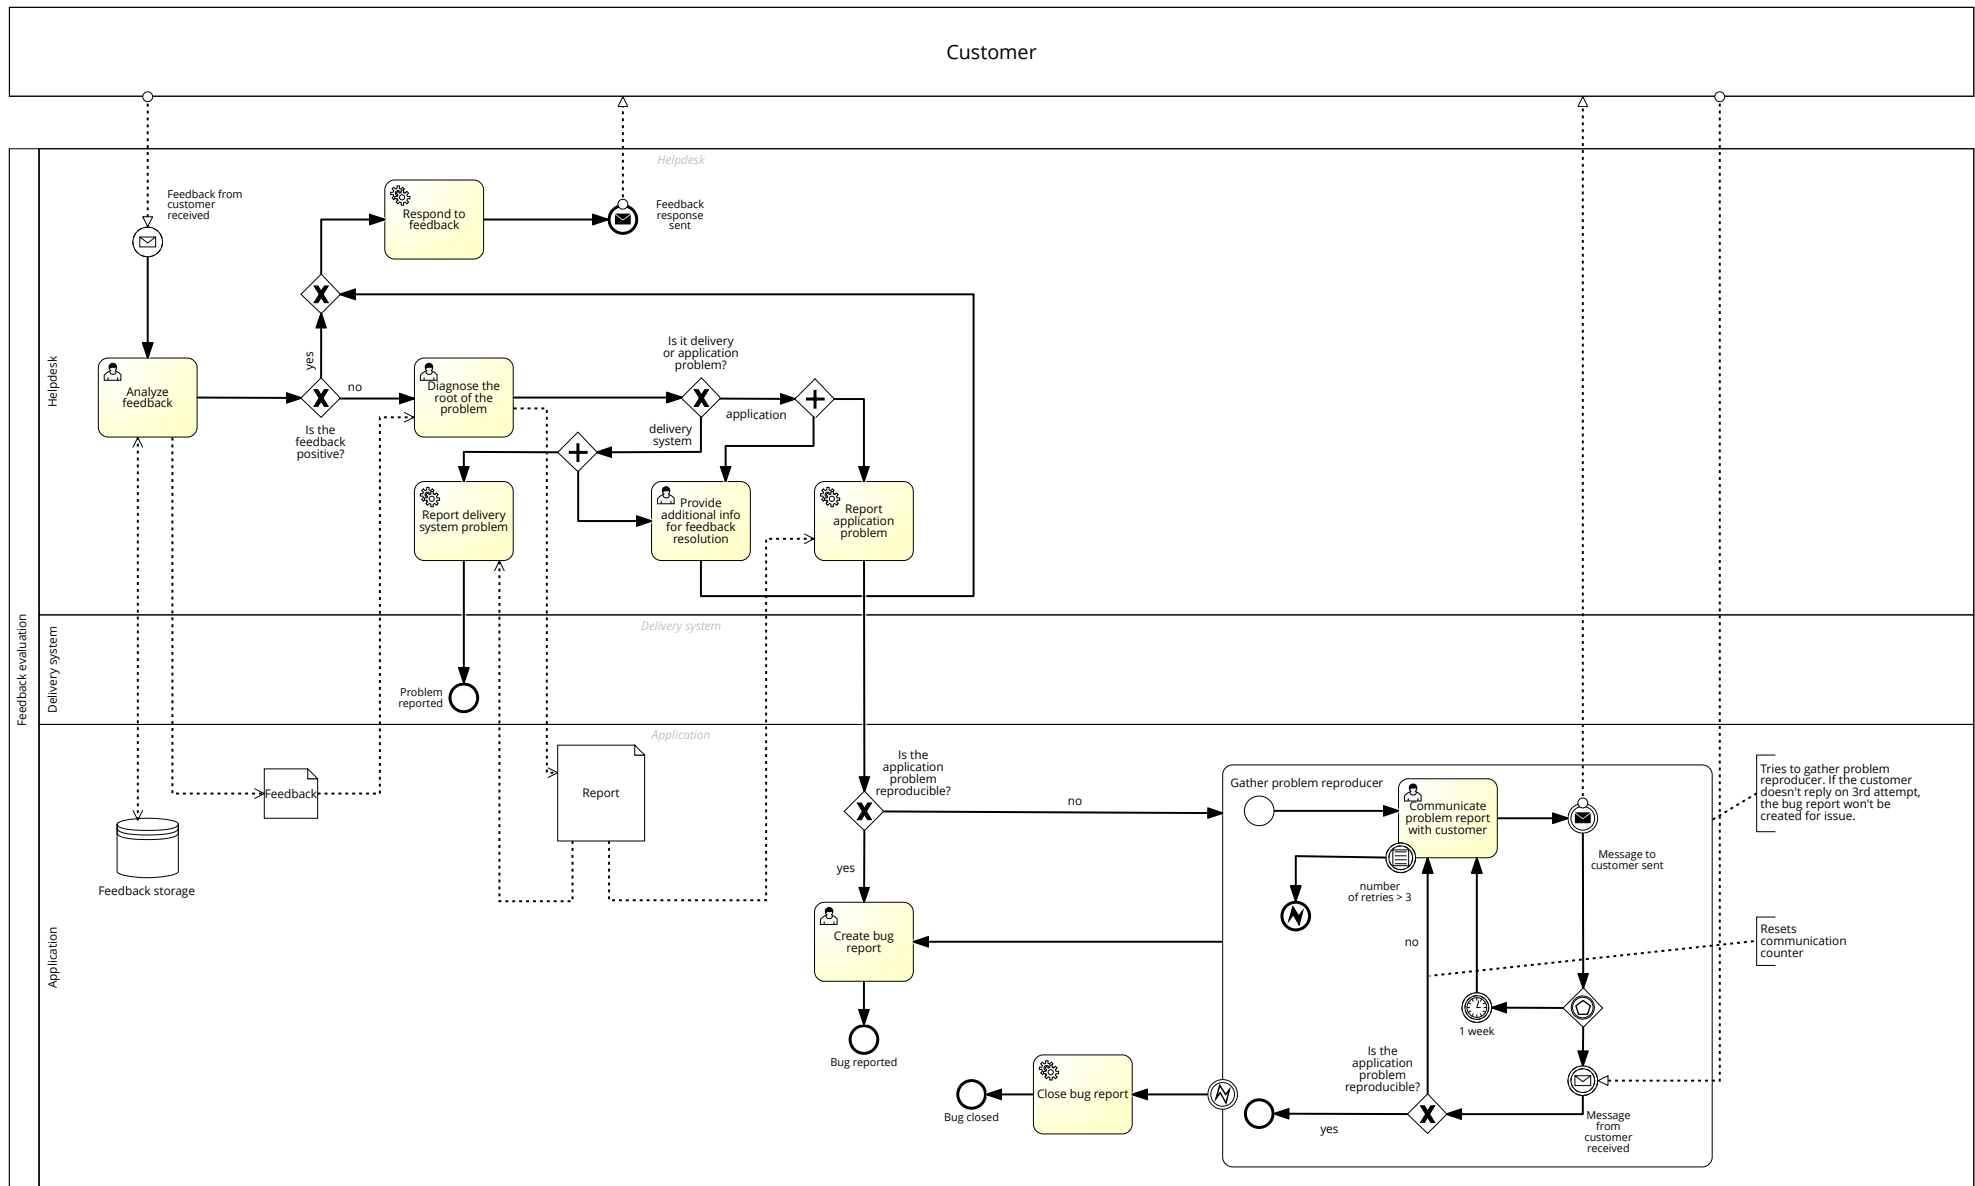 Customer
Helpdesk
Feedback from
customer
received
Respond to
feedback
Feedback
response
sent
Helpdesk
Analyze
feedback
yes
no
Is the
feedback
positive?
Diagnose the
root of the
problem
Is it delivery
or application
problem?
application
delivery
system
Report delivery
system problem
Provide
additional info
for feedback
resolution
Report
application
problem
Feedback evaluation
Delivery system
Delivery system
Problem
reported
Application
Application
Feedback
Feedback storage
Report
Is the
application
problem
reproducible?
no
yes
Create bug
report
Bug reported
Close bug report
Bug closed
Gather problem reproducer
Communicate
problem report
with customer
number
of retries > 3
Message to
customer sent
no
1 week
Is the
application
problem
reproducible?
yes
Message
from
customer
received
Tries to gather problem
reproducer. If the customer
doesn't reply on 3rd attempt,
the bug report won't be
created for issue.
Resets
communication
counter